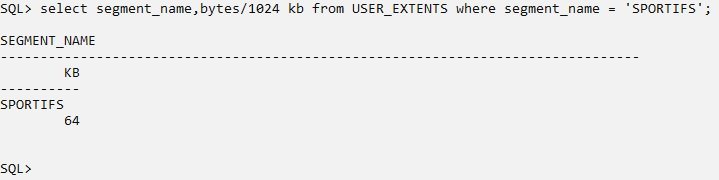 SQL> select segment_name,bytes/1024 kb from USER_EXTENTS where segment_name = 'SPORTIFS';
SEGMENT_NAME
--------------------------------------------------------------------------------
KB
----------
SPORTIFS
64
SQL>